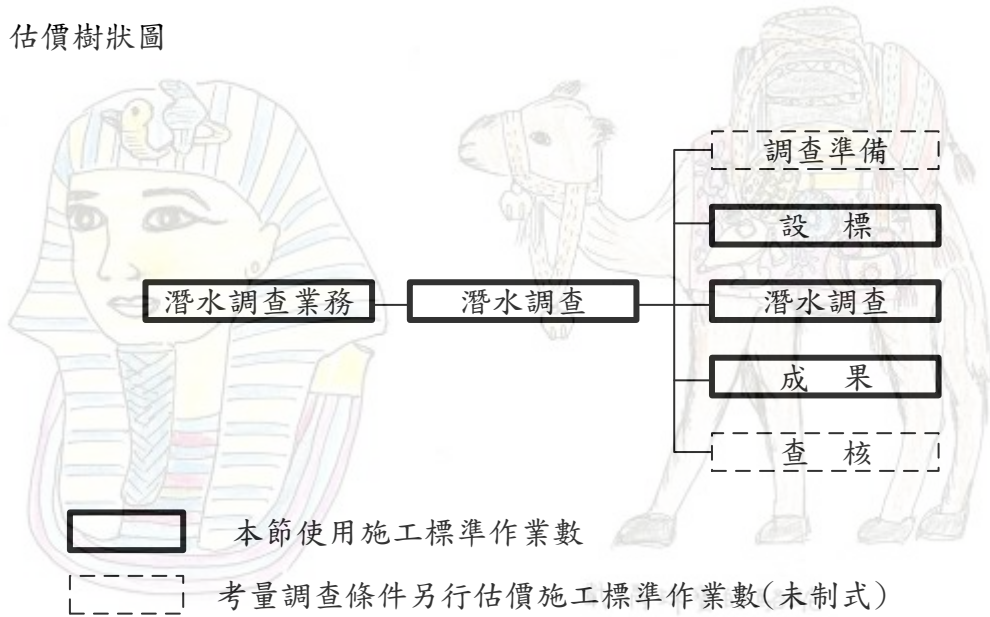 估價樹狀圖
調查準備
設　標
潛水調查業務
潛水調查
潛水調查
成　果
查　核
本節使用施工標準作業數
考量調查條件另行估價施工標準作業數(未制式)